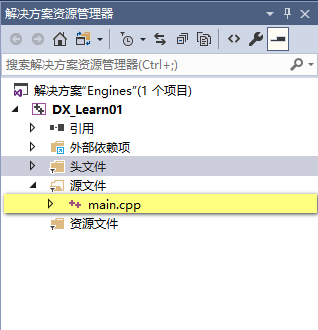 解决方案资源管理器
搜索解决方案资源管理器(Ctrl+;)
解决方案"Engines"(1 个项目)
DX_Learn01
引用
外部依赖项
头文件
源文件
main.cpp
资源文件